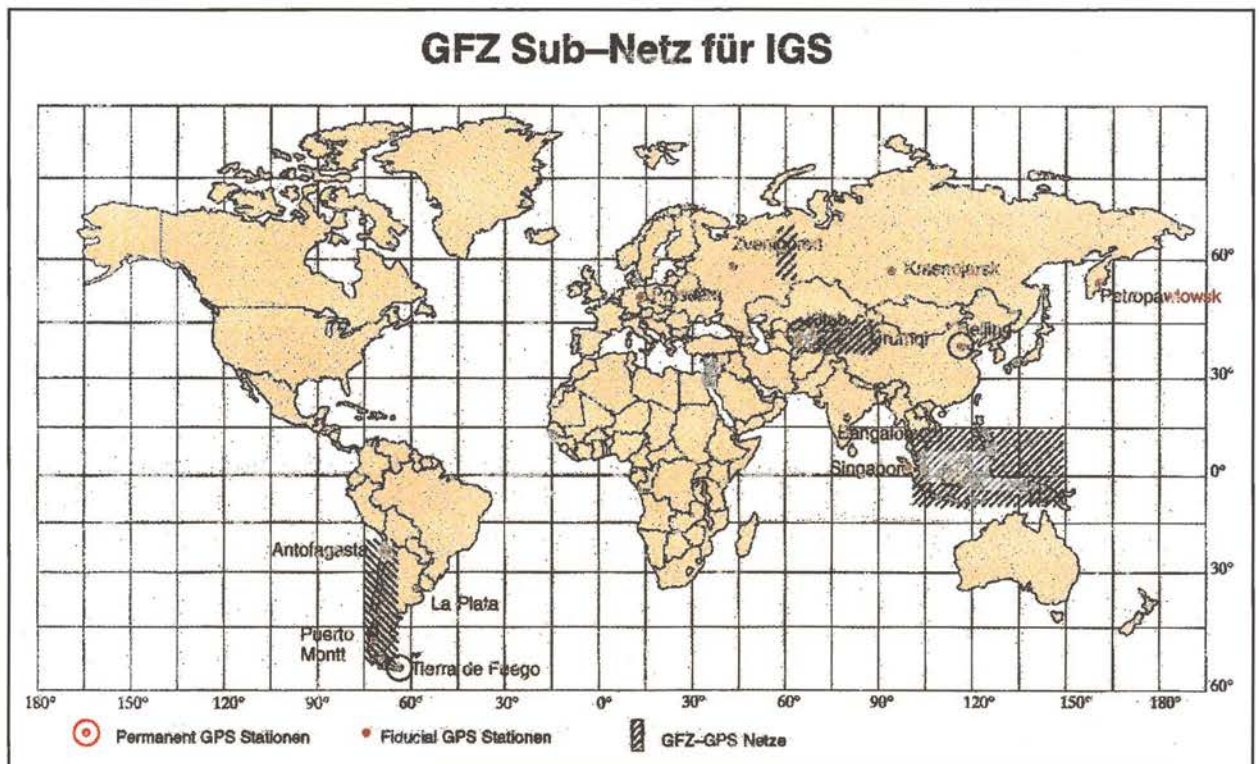 GFZ Sub–Netz für IGS
Zvenigorod
Krasnojarsk
60°
Potsdam
Petropawlowsk
Urumqi
Beijing
30°
Bangalore
Singapore
0°
Antofagasta
30°
La Plata
Puerto
Montt
Tierra de Fuego
60°
180° 150° 120° 90° 60° 30° 0° 30° 60° 90° 120° 150° 180°
Permanent GPS Stationen
Fiducial GPS Stationen
GFZ–GPS Netze